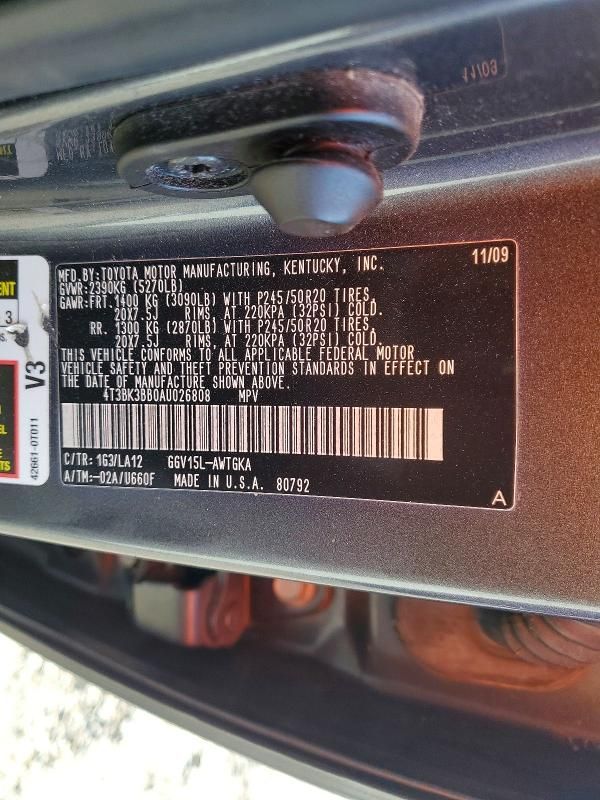 11/09
MFD.BY:TOYOTA MOTOR MANUFACTURING, KENTUCKY, INC. 11/09
GVWR:2390KG (5270LB)
GAWR:FRT.1400 KG (3090LB) WITH P245/50R20 TIRES,
20X7.5J RIMS, AT 220KPA (32PSI) COLD.
RR. 1300 KG (2870LB) WITH P245/50R20 TIRES,
20X7.5J RIMS, AT 220KPA (32PSI) COLD.
THIS VEHICLE CONFORMS TO ALL APPLICABLE FEDERAL MOTOR
VEHICLE SAFETY AND THEFT PREVENTION STANDARDS IN EFFECT ON
THE DATE OF MANUFACTURE SHOWN ABOVE.
4T3BK3BB0AU026808 MPV
C/TR: 1G3/LA12 GGV15L-AWTGKA
A/TM:-02A/U660F MADE IN U.S.A. 80792
A
3
V3
42661-0T011